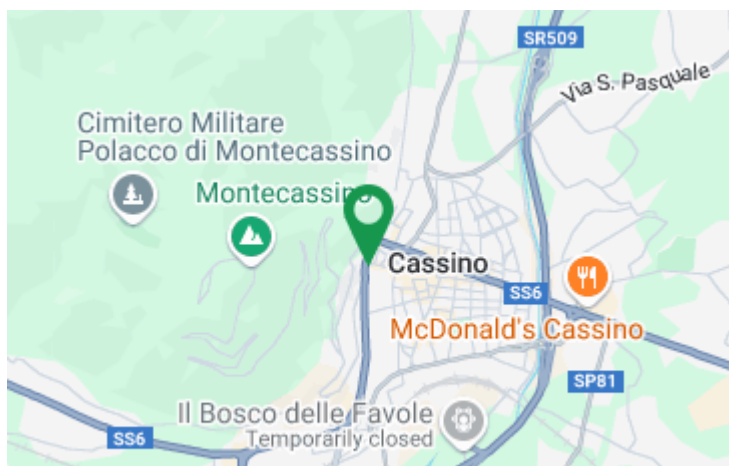 SR509
Via S. Pasquale
Cimitero Militare
Polacco di Montecassino
Montecassino
Cassino
SS6
McDonald's Cassino
SP81
Il Bosco delle Favole
Temporarily closed
SS6